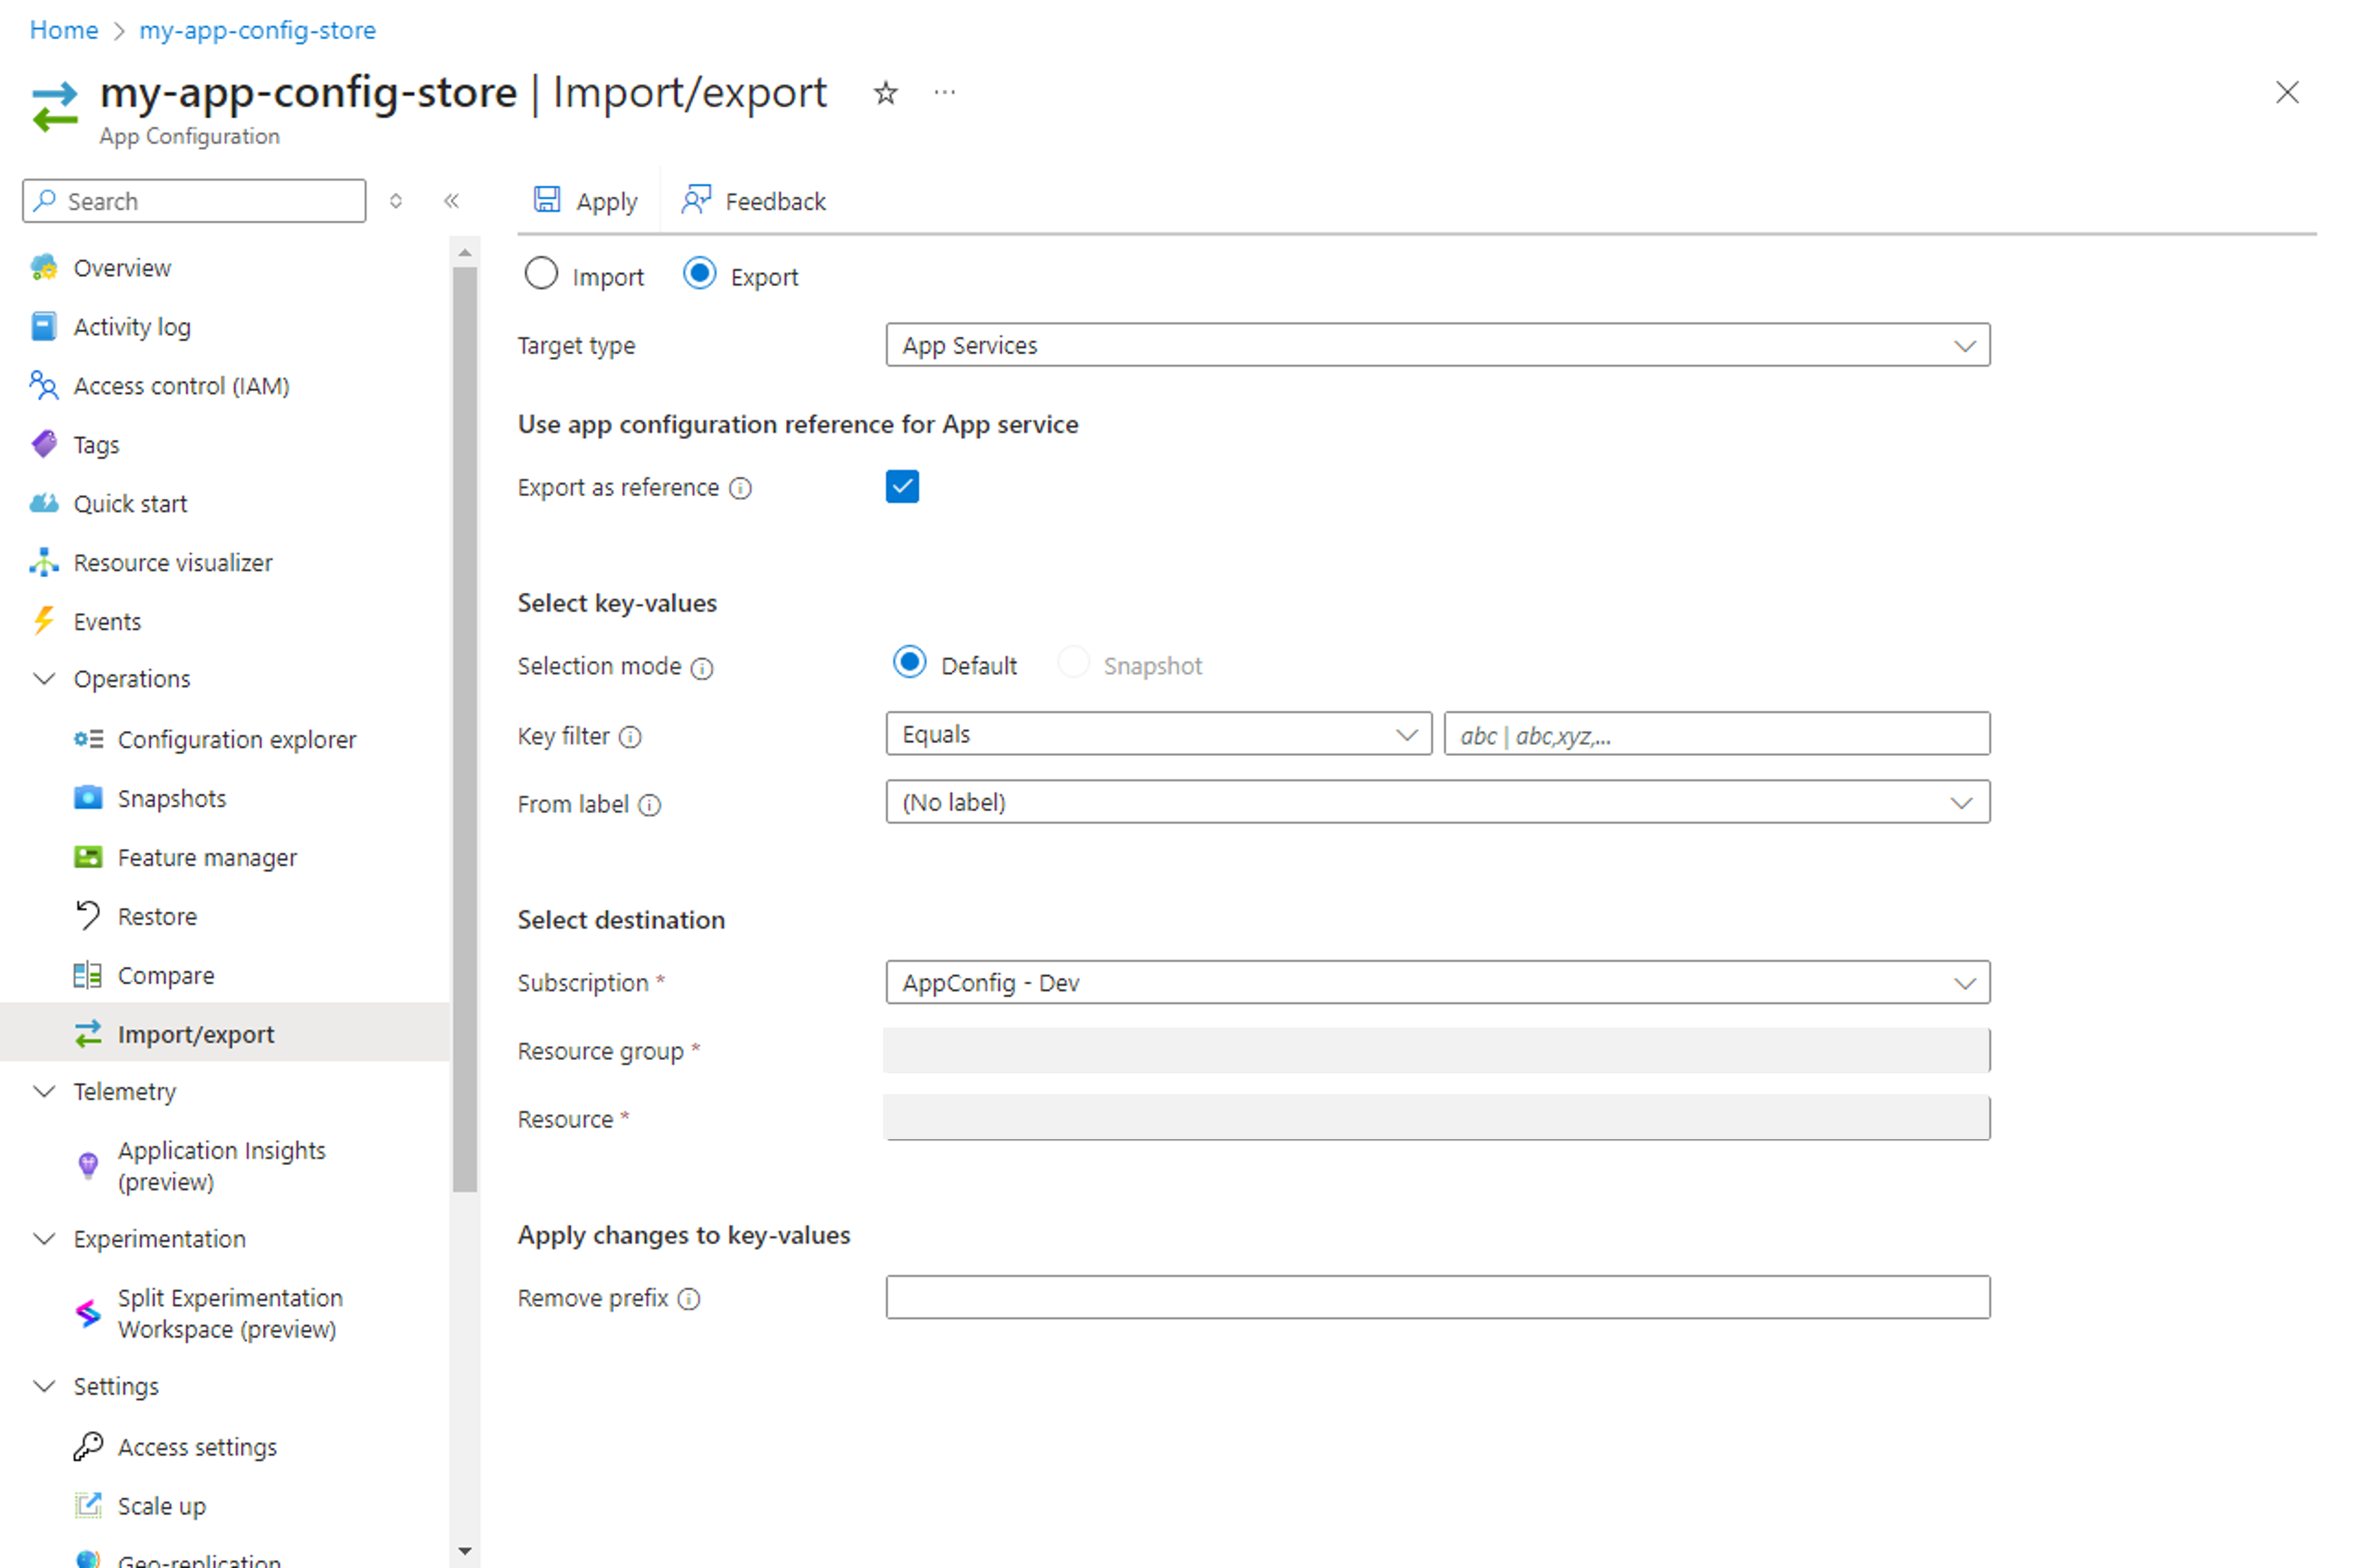 Home > my-app-config-store
my-app-config-store | Import/export
App Configuration
Search
Overview
Activity log
Access control (IAM)
Tags
Quick start
Resource visualizer
Events
Operations
Configuration explorer
Snapshots
Feature manager
Restore
Compare
Import/export
Telemetry
Application Insights
(preview)
Experimentation
Split Experimentation
Workspace (preview)
Settings
Access settings
Scale up
Geo-replication
Apply
Feedback
Import
Export
Target type
App Services
Use app configuration reference for App service
Export as reference
Select key-values
Selection mode
Default
Snapshot
Key filter
Equals
abc | abc,xyz,...
From label
(No label)
Select destination
Subscription *
AppConfig - Dev
Resource group *
Resource *
Apply changes to key-values
Remove prefix